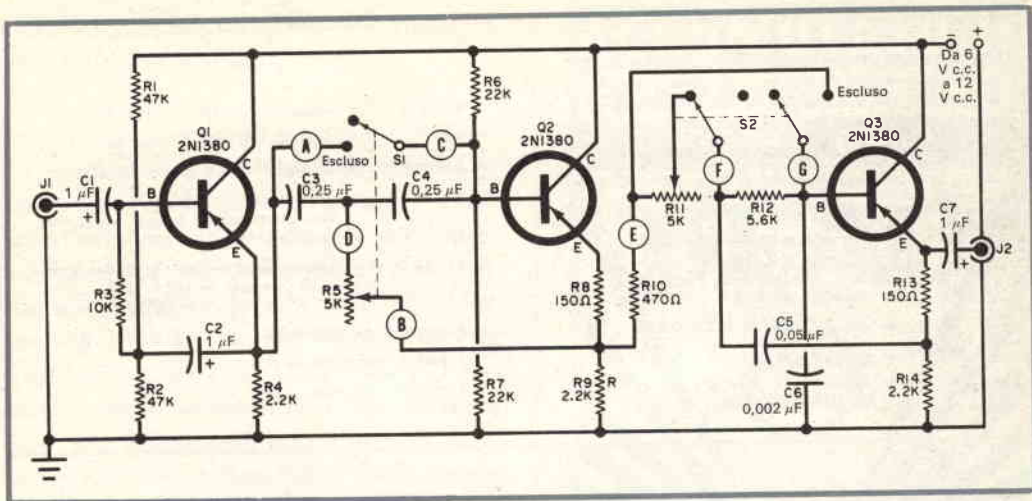 R1
47K
Q1
2N1380
B
C
E
J1
C1
1 µF
+
R3
10K
C2
1 µF
+
R2
47K
R4
2.2K
A
Escluso
S1
C
C3
0,25 µF
C4
0,25 µF
D
R5
5K
B
R6
22K
Q2
2N1380
B
C
E
R7
22K
R8
150Ω
R9
2.2K
R
R10
470Ω
E
R11
5K
S2
Escluso
F
G
R12
5.6K
C5
0,05 µF
C6
0,002 µF
Q3
2N1380
B
C
E
C7
1 µF
+
R13
150Ω
R14
2.2K
J2
- +
Da 6
V c.c.
a 12
V c.c.